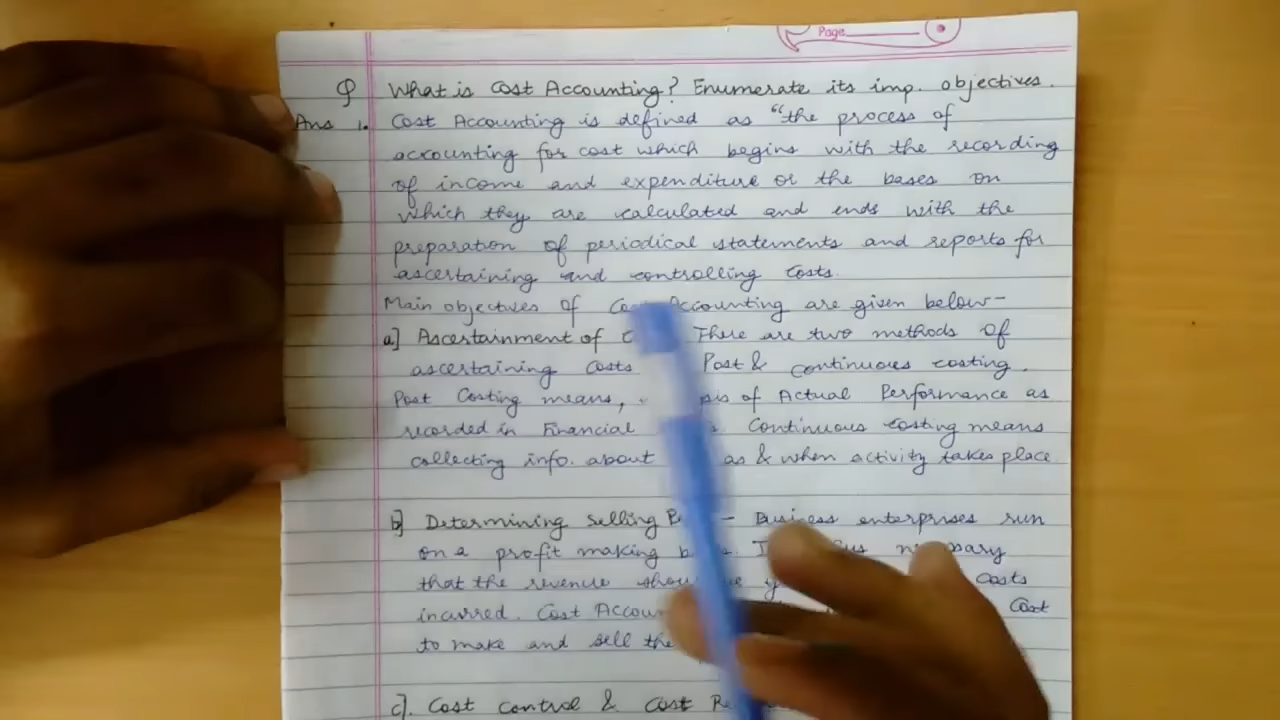 Page
Q What is Cost Accounting? Enumerate its imp. objectives.
Ans 1. Cost Accounting is defined as "the process of
accounting for cost which begins with the recording
of income and expenditure or the bases on
which they are calculated and ends with the
preparation of periodical statements and reports for
ascertaining and controlling costs.
Main objectives of Accounting are given below-
a] Ascertainment of There are two methods of
ascertaining costs Post & continuous costing.
Post Costing means, of Actual Performance as
recorded in Financial Continuous costing means
collecting info. about as & when activity takes place
b] Determining Selling - Business enterprises run
on a profit making
that the revenue costs
incurred. Cost Cost
to make and sell the
c]. Cost control & Cost